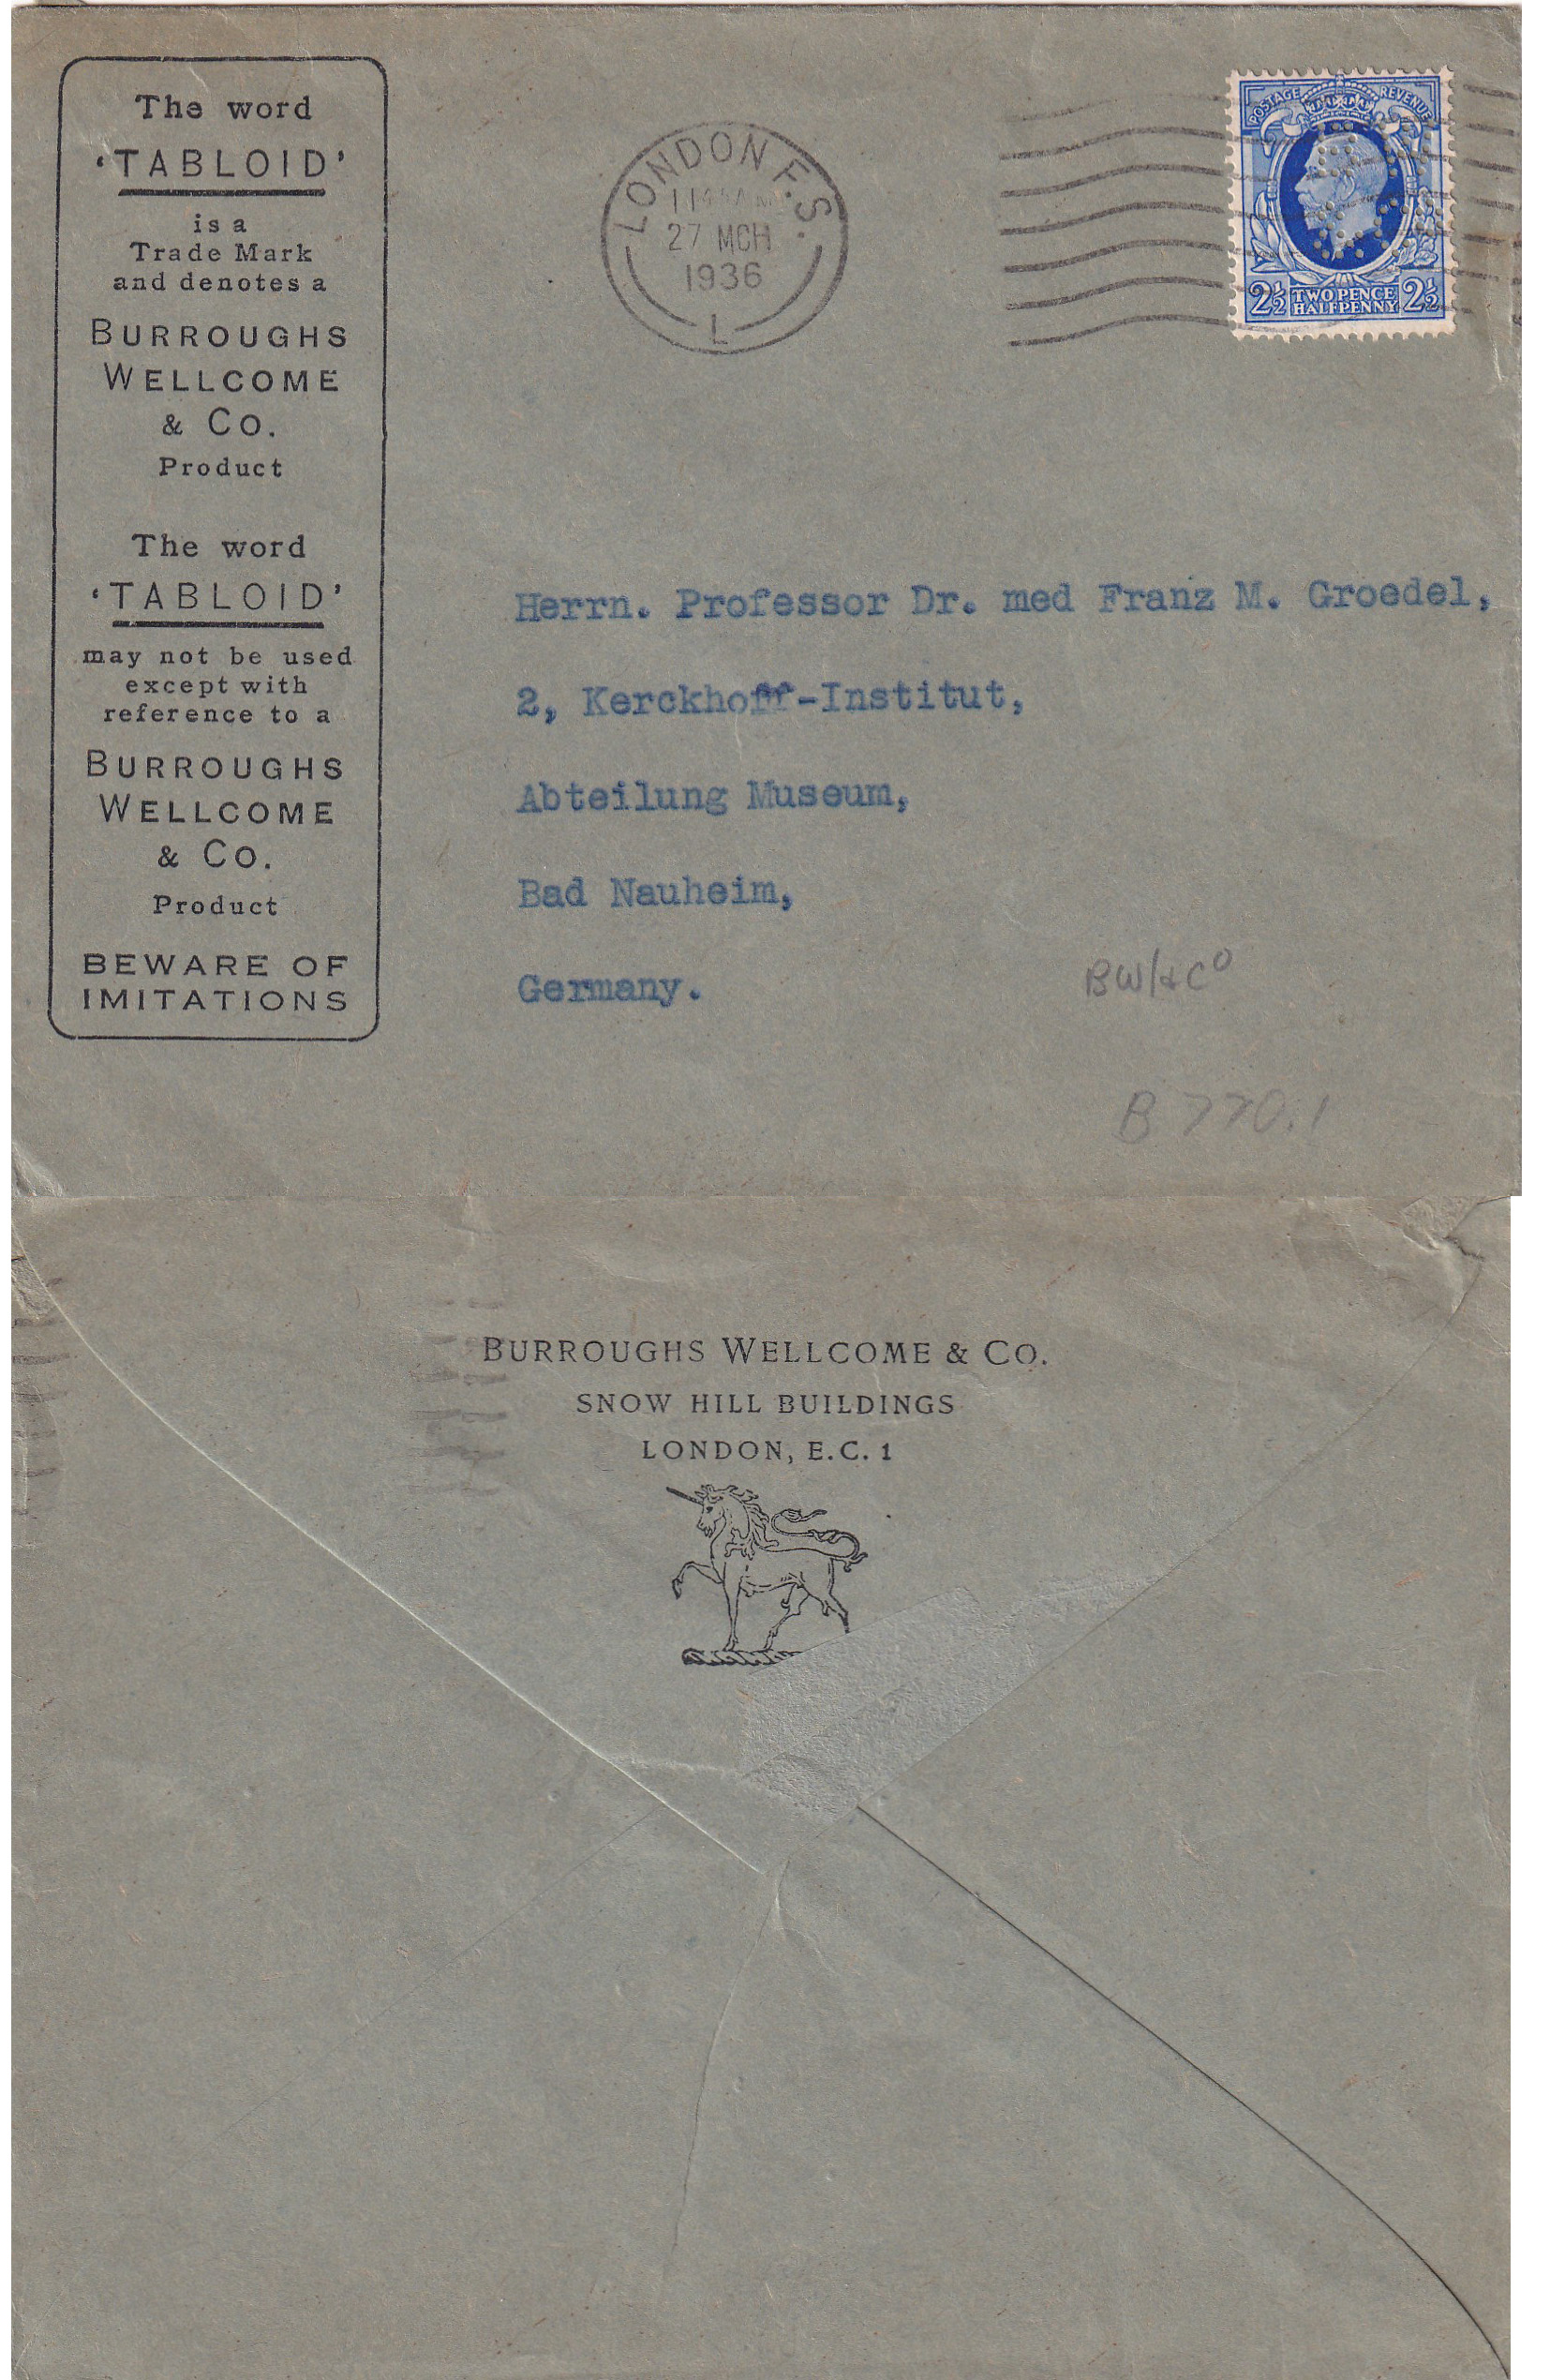 The word
'TABLOID'
is a
Trade Mark
and denotes a
BURROUGHS
WELLCOME
& CO.
Product
The word
'TABLOID'
may not be used
except with
reference to a
BURROUGHS
WELLCOME
& CO.
Product
BEWARE OF
IMITATIONS
LONDON F.S.
27 MCH
1936
L
POSTAGE REVENUE
2½ TWO PENCE 2½
HALFPENNY
Herrn. Professor Dr. med Franz M. Groedel,
2, Kerckhoff-Institut,
Abteilung Museum,
Bad Nauheim,
Germany.
BW/&Co
B770.1
BURROUGHS WELLCOME & CO.
SNOW HILL BUILDINGS
LONDON, E.C. 1